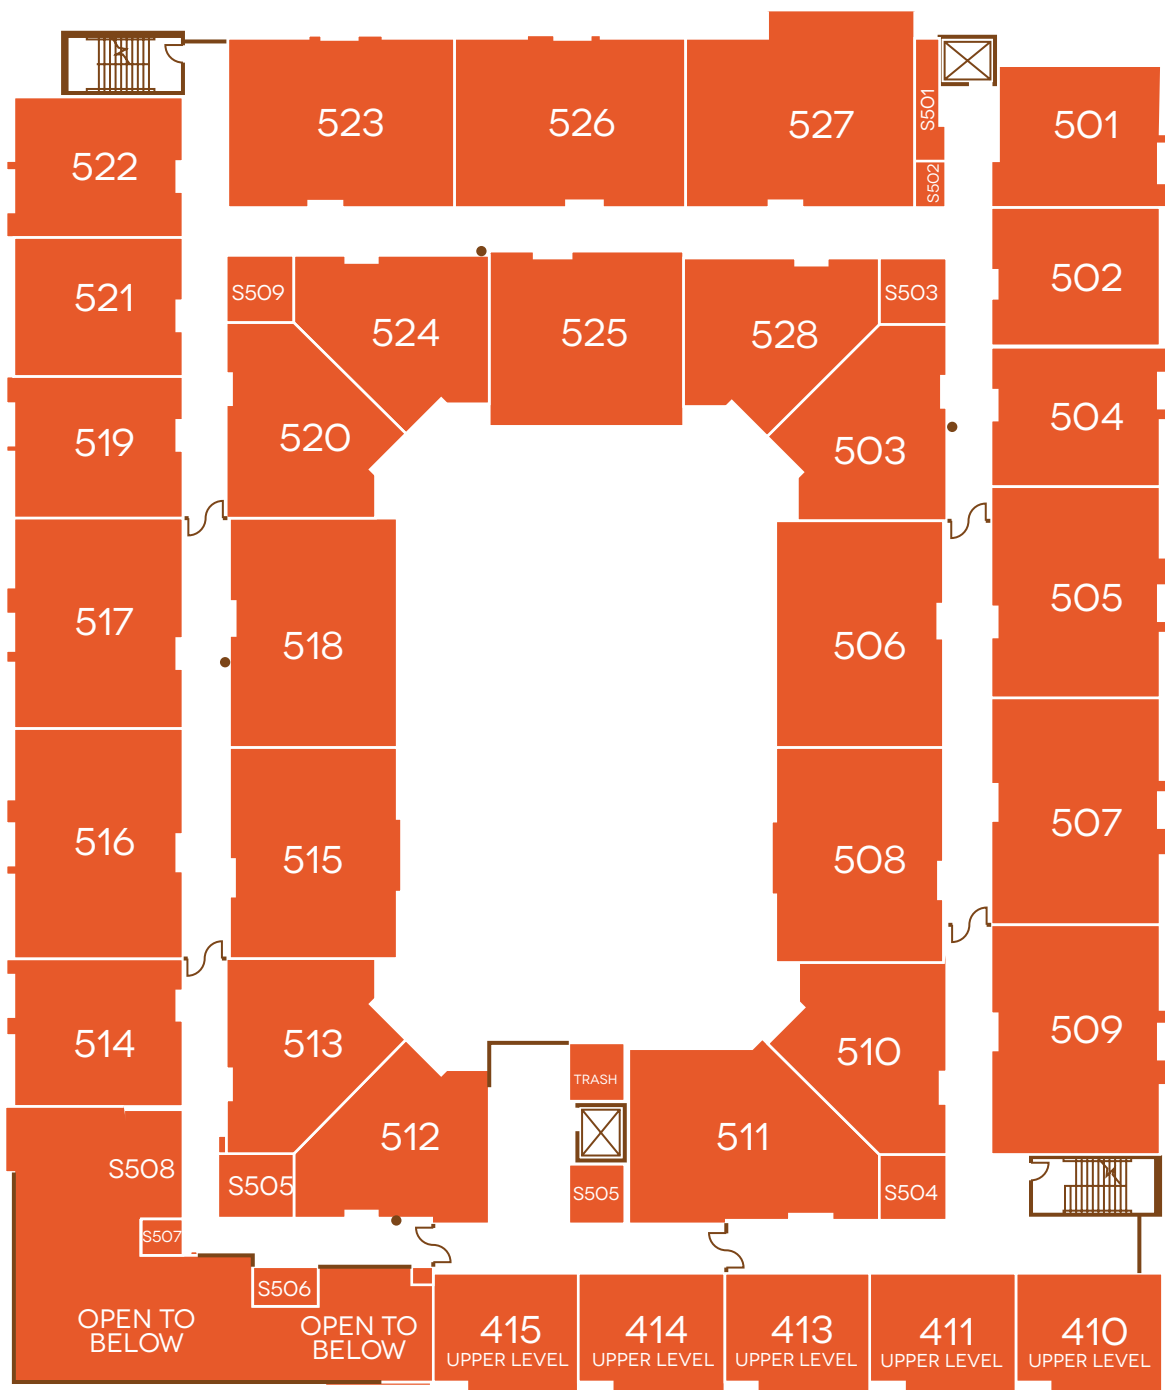 523
526
527
S501
501
522
S502
521
S509
524
525
528
S503
502
519
520
503
504
517
518
506
505
516
515
508
507
514
513
510
509
TRASH
512
511
S508
S505
S505
S504
S507
S506
OPEN TO
BELOW
OPEN TO
BELOW
415
UPPER LEVEL
414
UPPER LEVEL
413
UPPER LEVEL
411
UPPER LEVEL
410
UPPER LEVEL